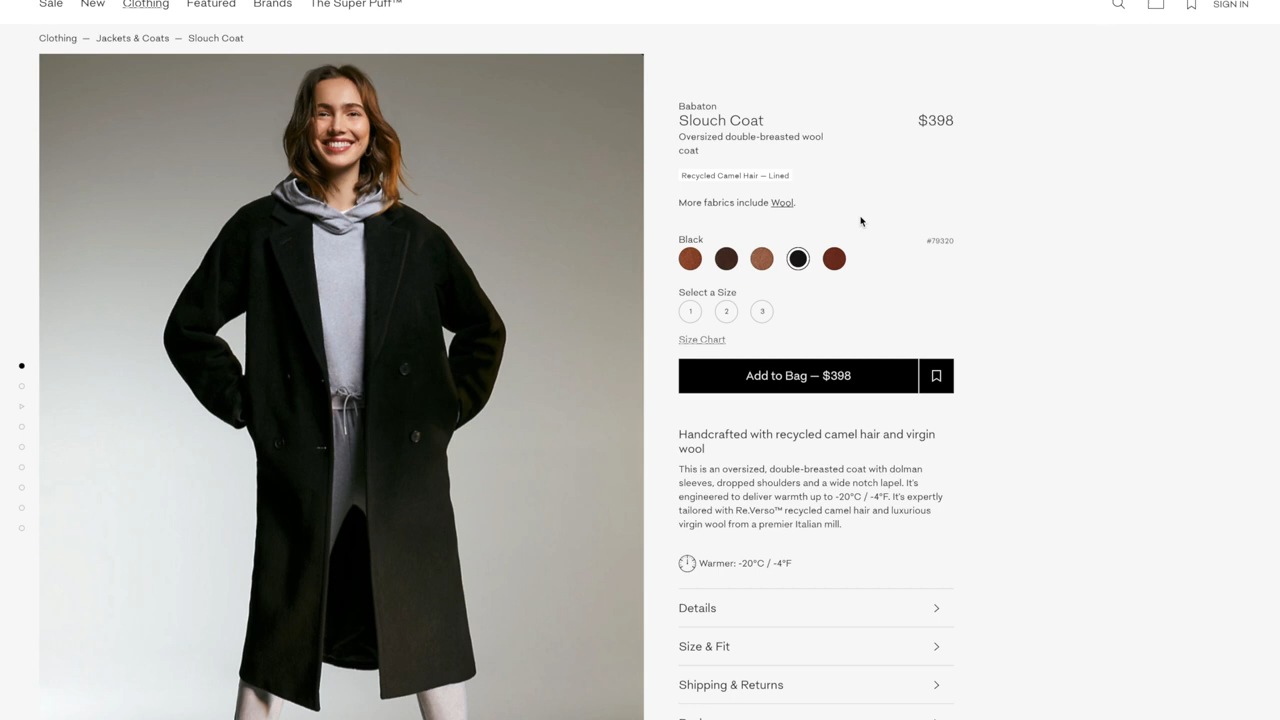 Sale New Clothing Featured Brands The Super Puff™
SIGN IN
Clothing — Jackets & Coats — Slouch Coat
Babaton
Slouch Coat $398
Oversized double-breasted wool
coat
Recycled Camel Hair — Lined
More fabrics include Wool.
Black #79320
Select a Size
1 2 3
Size Chart
Add to Bag — $398
Handcrafted with recycled camel hair and virgin
wool
This is an oversized, double-breasted coat with dolman
sleeves, dropped shoulders and a wide notch lapel. It's
engineered to deliver warmth up to -20°C / -4°F. It's expertly
tailored with Re.Verso™ recycled camel hair and luxurious
virgin wool from a premier Italian mill.
Warmer: -20°C / -4°F
Details
Size & Fit
Shipping & Returns